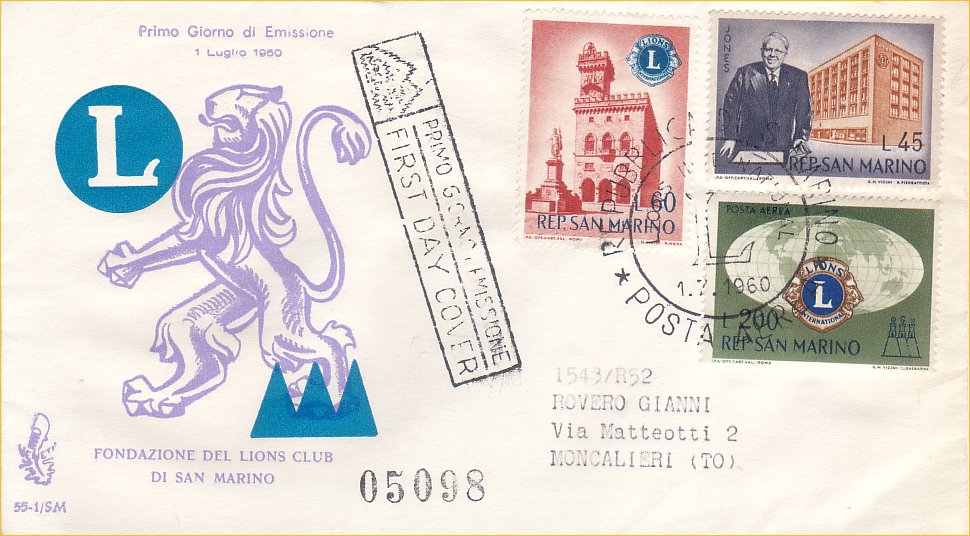 Primo Giorno di Emissione
1 Luglio 1960
L
PRIMO GIORNO EMISSIONE
FIRST DAY COVER
LIONS
L
L. 60
REP. SAN MARINO
JONES
L. 45
REP. SAN MARINO
POSTA AEREA
LIONS
L
INTERNATIONAL
L. 200
REP. SAN MARINO
1.7.1960
★ POSTA
1543/R52
ROVERO GIANNI
Via Matteotti 2
MONCALIERI (TO)
FONDAZIONE DEL LIONS CLUB
DI SAN MARINO
55-1/S.M
05098